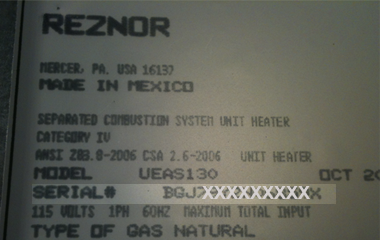 REZNOR
MERCER, PA. USA 16137
MADE IN MEXICO
SEPARATED COMBUSTION SYSTEM UNIT HEATER
CATEGORY IV
ANSI Z83.8-2006 CSA 2.6-2006 UNIT HEATER
MODEL UEAS130 OCT
SERIAL# BGJ7XXXXXXXXXX
115 VOLTS 1PH 60HZ MAXIMUM TOTAL INPUT
TYPE OF GAS NATURAL